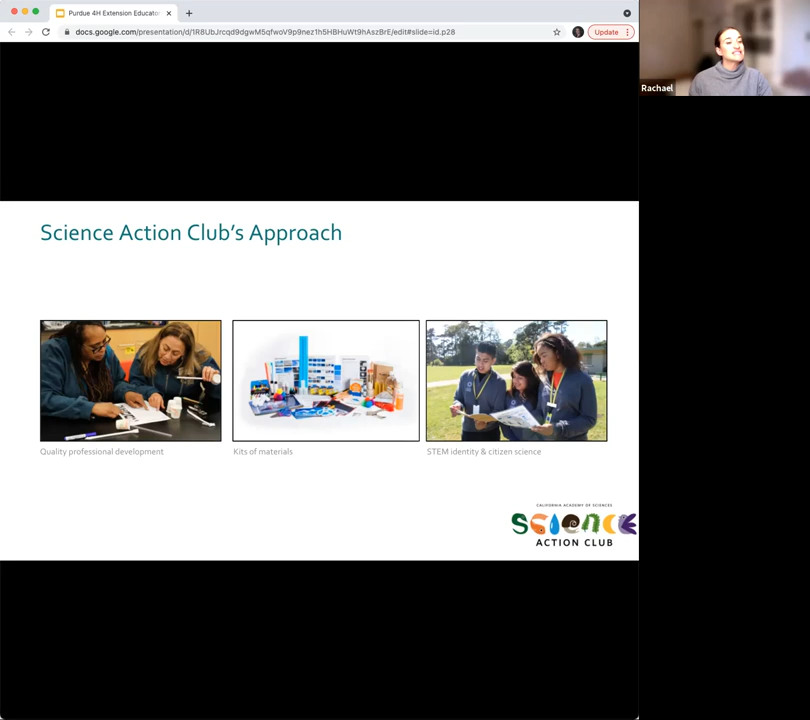 Purdue 4H Extension Educator
docs.google.com/presentation/d/1R8UbJrcqd9dgwM5qfwoV9p9nez1h5HBHuWt9hAszBrE/edit#slide=id.p28
Update
Rachael
Science Action Club's Approach
Quality professional development
Kits of materials
STEM identity & citizen science
CALIFORNIA ACADEMY OF SCIENCES
SCIENCE
ACTION CLUB